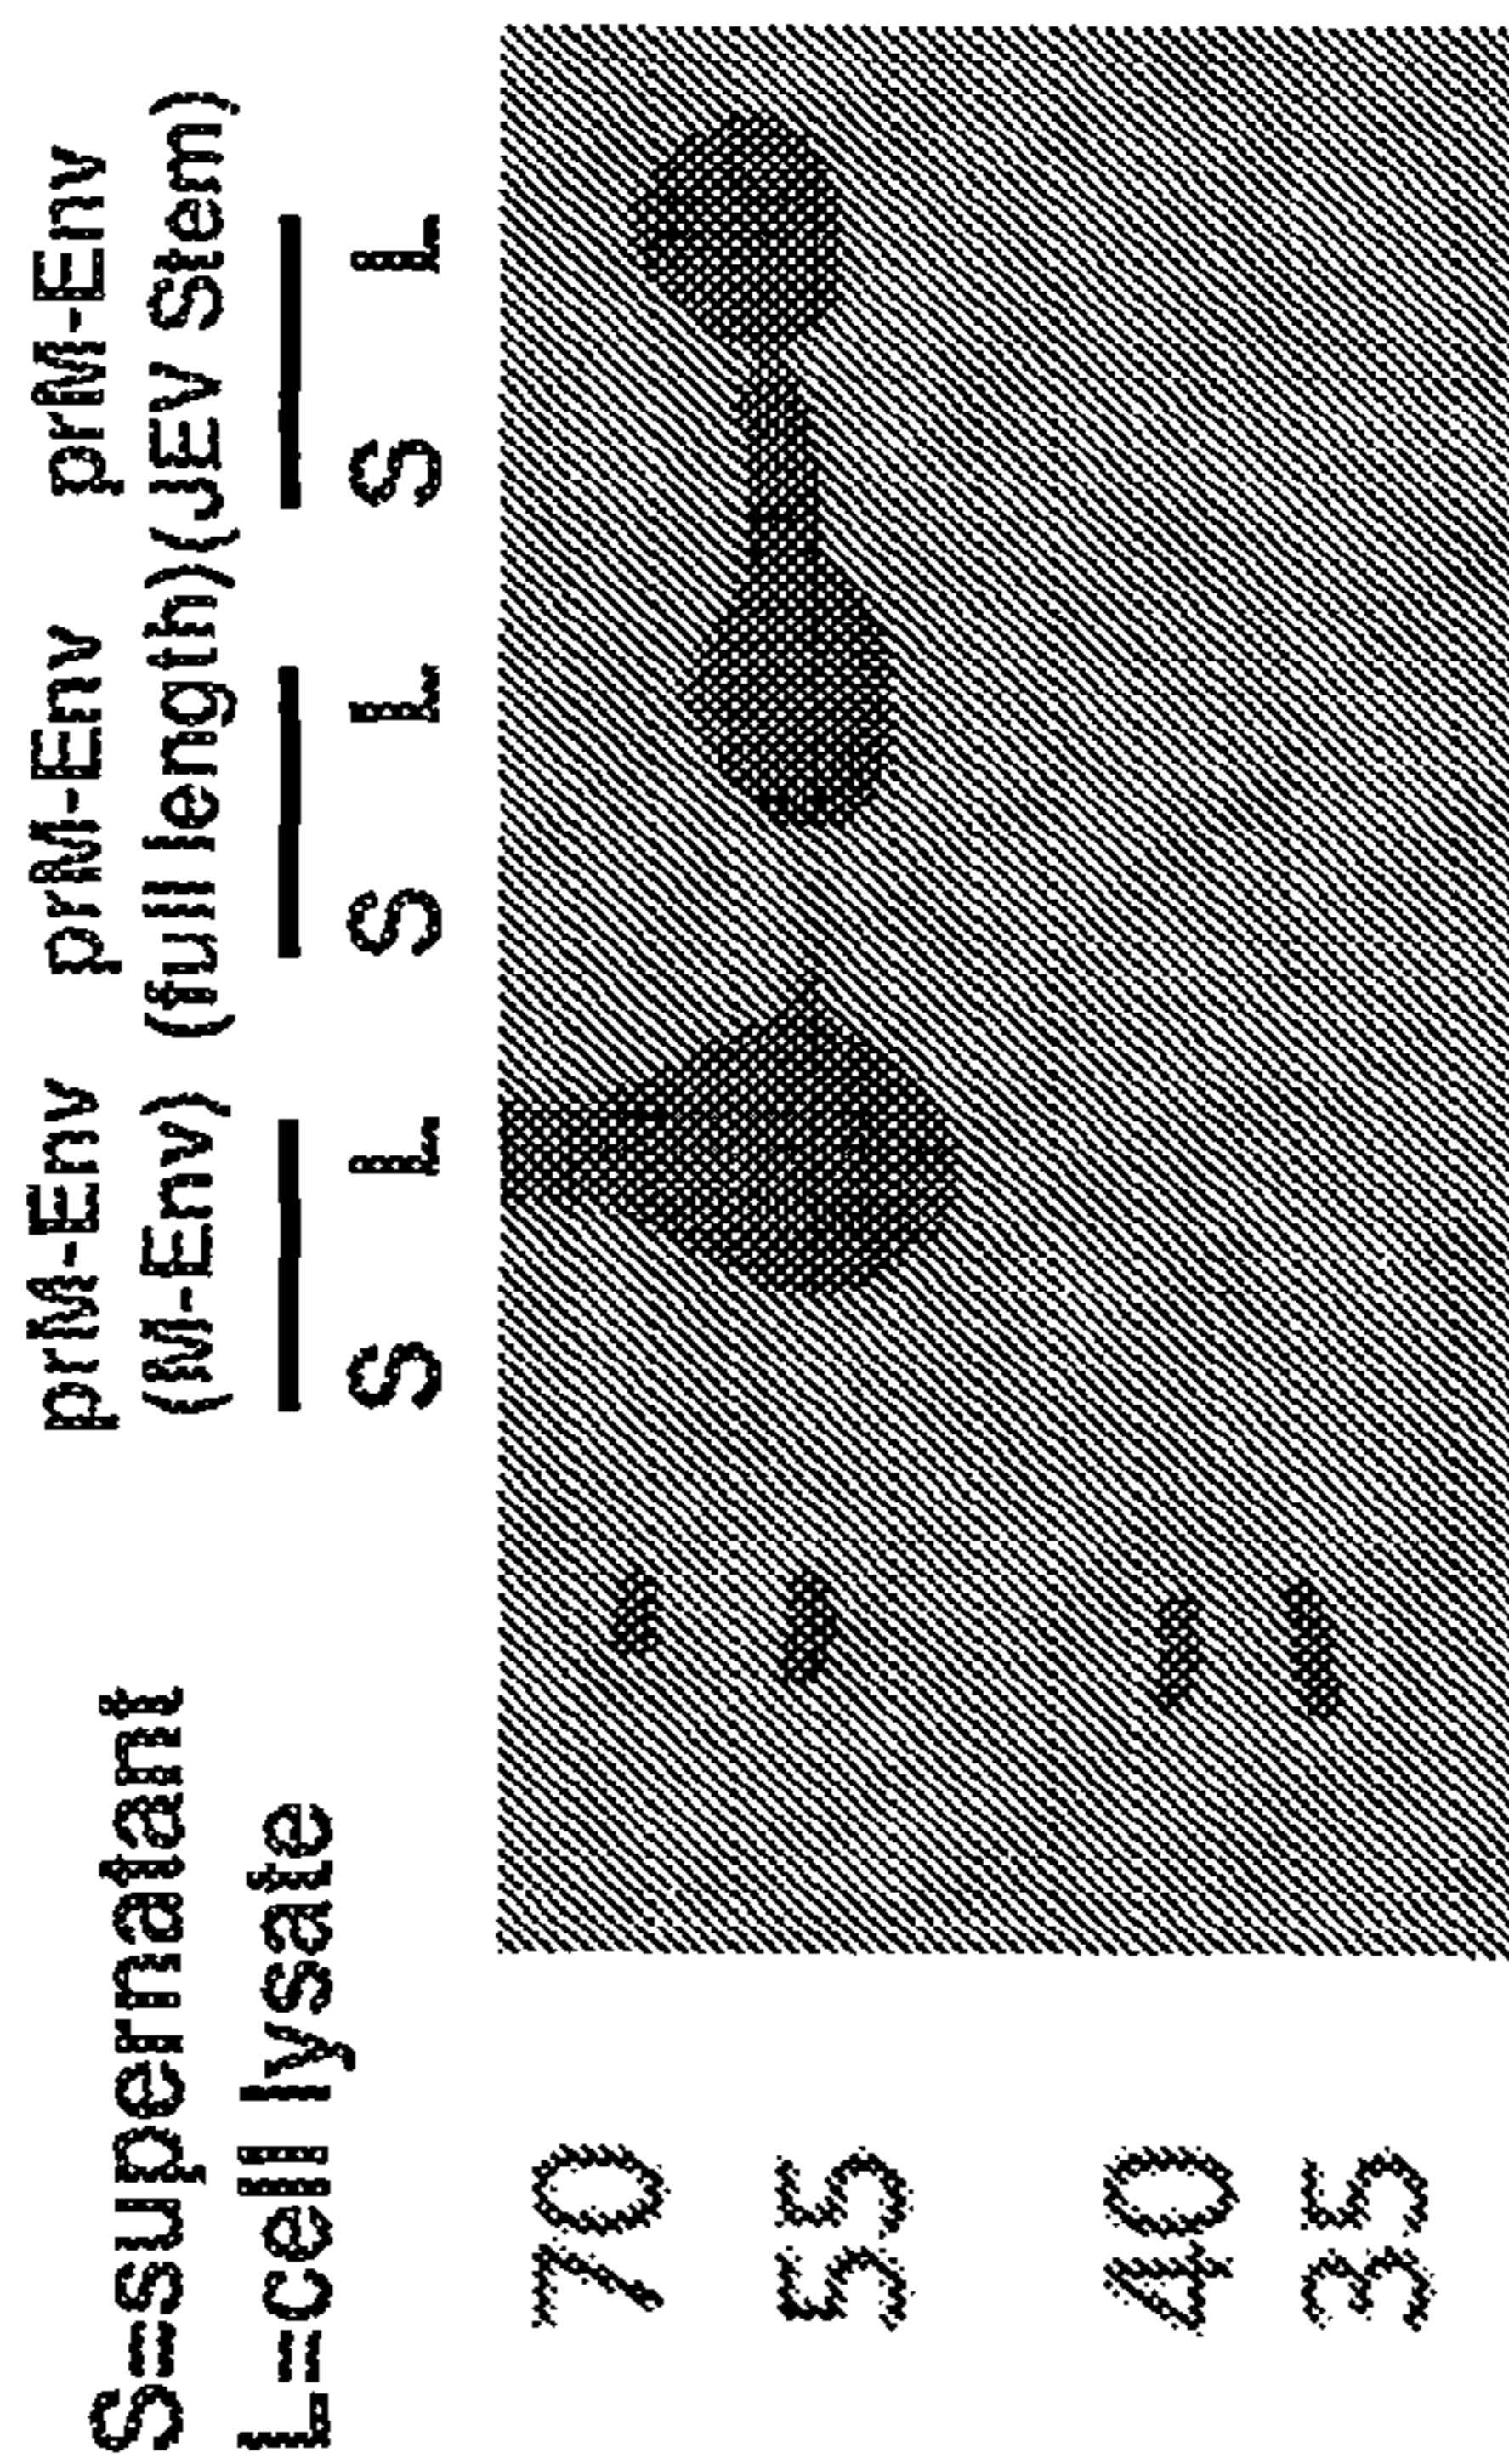 S=supernatant
L=cell lysate
prM-Env prM-Env prM-Env
(M-Env) (full length)(JEV Stem)
S L S L S L
70
55
40
35